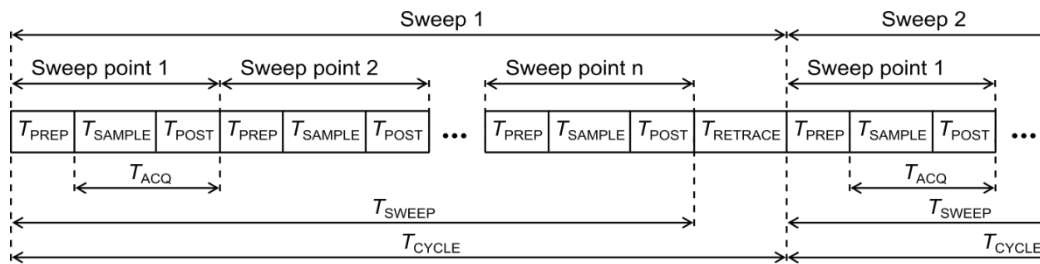 Sweep 1 Sweep 2
Sweep point 1 Sweep point 2 Sweep point n Sweep point 1
TPREP TSAMPLE TPOST TPREP TSAMPLE TPOST ••• TPREP TSAMPLE TPOST TRETRACE TPREP TSAMPLE TPOST •••
TACQ TACQ
TSWEEP TSWEEP
TCYCLE TCYCLE